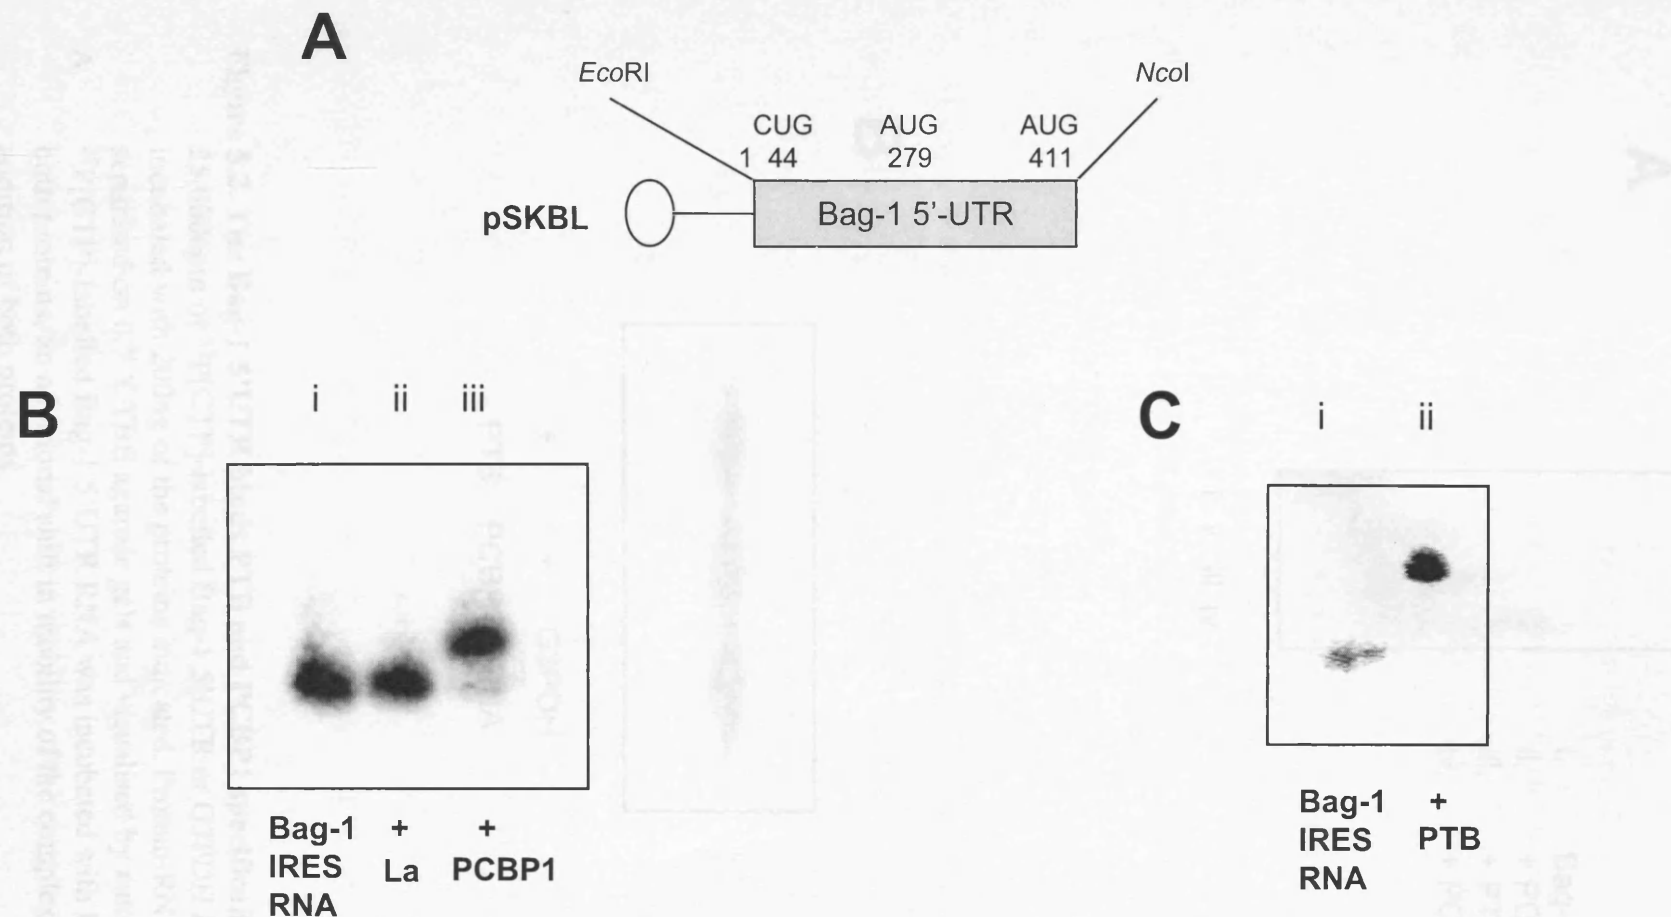 A
EcoRI
NcoI
CUG AUG AUG
1 44 279 411
pSKBL
Bag-1 5’-UTR
B
i ii iii
Bag-1 + +
IRES La PCBP1
RNA
C
i ii
Bag-1 +
IRES PTB
RNA